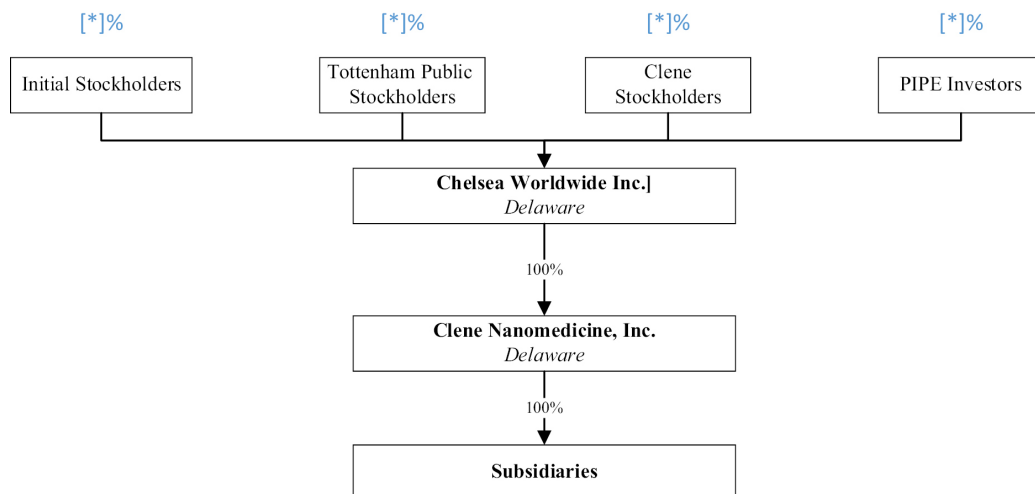 [*]% [*]% [*]% [*]%
Initial Stockholders
Tottenham Public
Stockholders
Clene
Stockholders
PIPE Investors
Chelsea Worldwide Inc.]
Delaware
100%
Clene Nanomedicine, Inc.
Delaware
100%
Subsidiaries